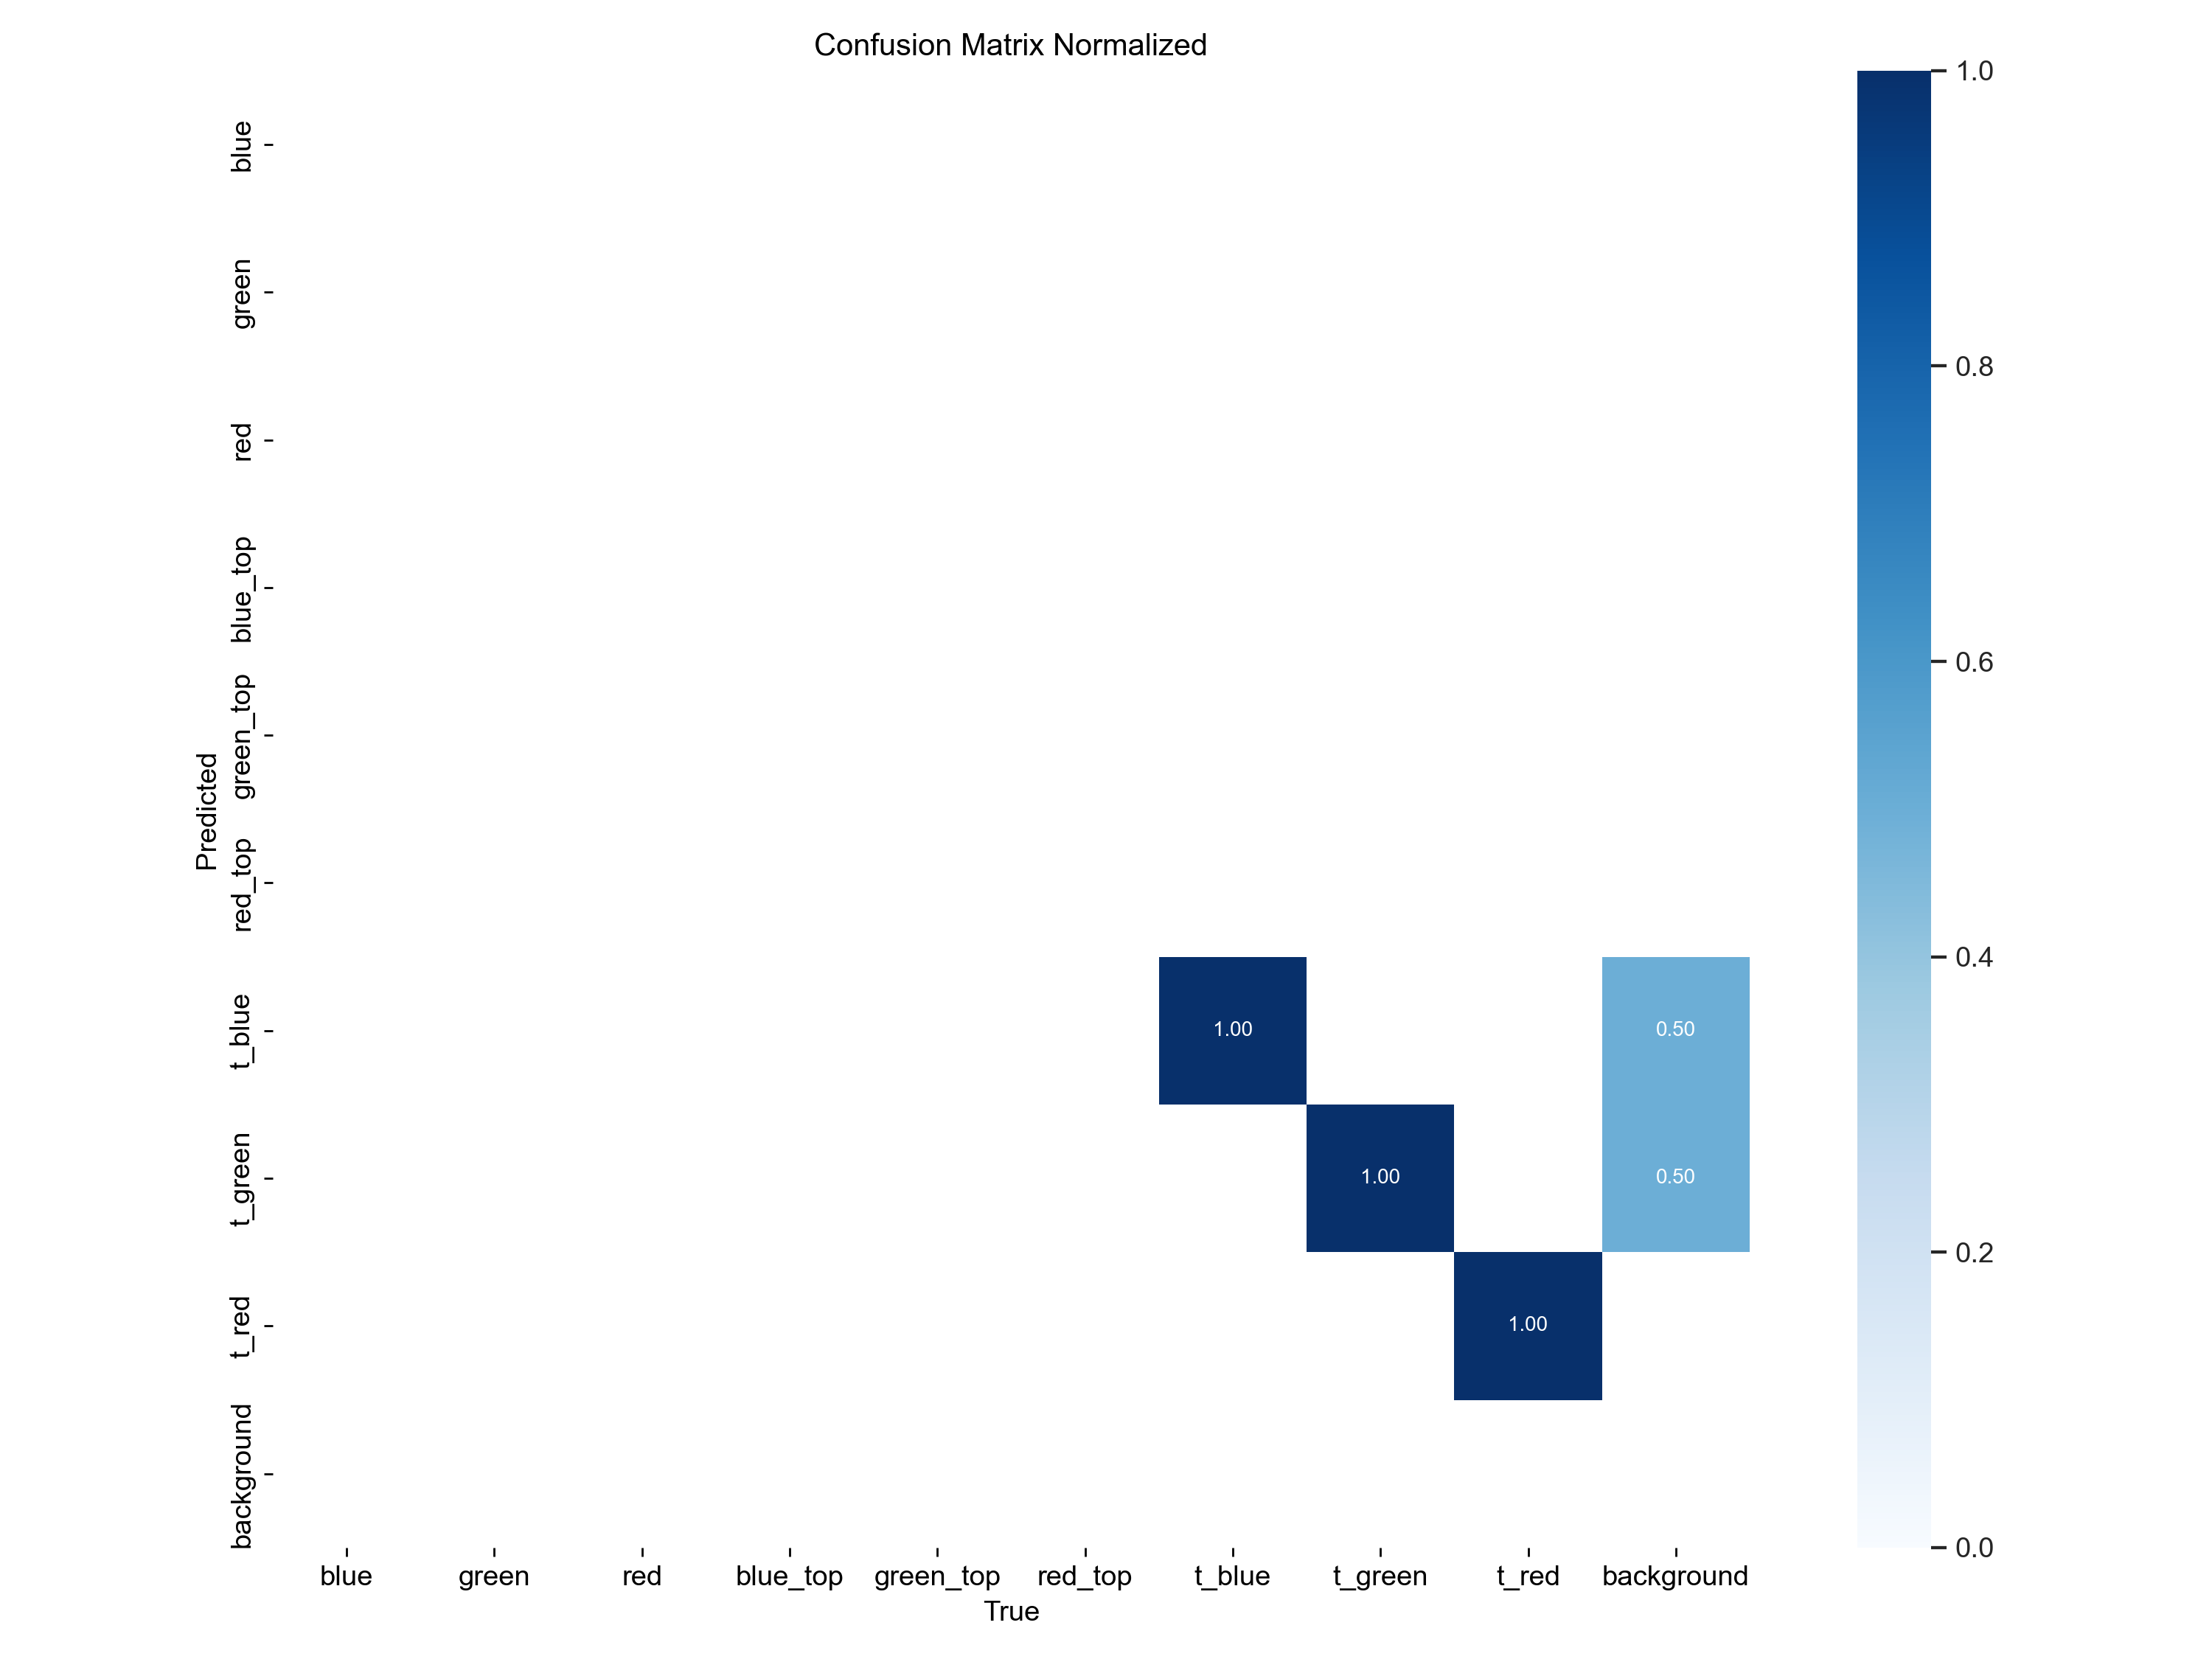 Confusion Matrix Normalized
1.0
0.8
0.6
0.4
0.2
0.0
Predicted
blue
green
red
blue_top
green_top
red_top
t_blue
t_green
t_red
background
1.00 0.50
1.00 0.50
1.00
blue green red blue_top green_top red_top t_blue t_green t_red background
True